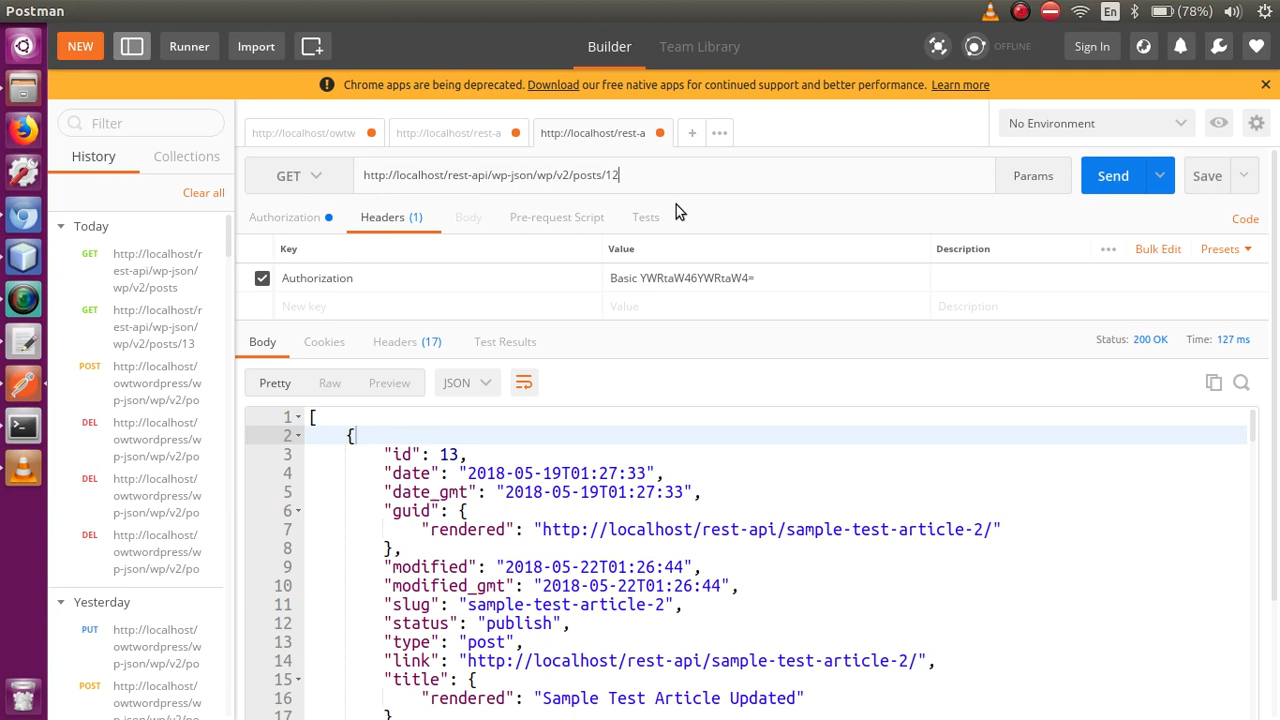 Postman
En
(78%)
NEW
Runner
Import
Builder
Team Library
OFFLINE
Sign In
Chrome apps are being deprecated. Download our free native apps for continued support and better performance. Learn more
Filter
History
Collections
Clear all
Today
GET
http://localhost/r
est-api/wp-json/
wp/v2/posts
GET
http://localhost/r
est-api/wp-json/
wp/v2/posts/13
POST
http://localhost/
owtwordpress/w
p-json/wp/v2/po
DEL
http://localhost/
owtwordpress/w
p-json/wp/v2/po
DEL
http://localhost/
owtwordpress/w
p-json/wp/v2/po
DEL
http://localhost/
owtwordpress/w
p-json/wp/v2/po
Yesterday
PUT
http://localhost/
owtwordpress/w
p-json/wp/v2/po
POST
http://localhost/
owtwordpress/w
http://localhost/owtw
http://localhost/rest-a
http://localhost/rest-a
No Environment
GET
http://localhost/rest-api/wp-json/wp/v2/posts/12
Params
Send
Save
Authorization
Headers (1)
Body
Pre-request Script
Tests
Code
Key
Value
Description
Bulk Edit
Presets
Authorization
Basic YWRtaW46YWRtaW4=
New key
Value
Description
Body
Cookies
Headers (17)
Test Results
Status: 200 OK
Time: 127 ms
Pretty
Raw
Preview
JSON
1 [
2 {
3 "id": 13,
4 "date": "2018-05-19T01:27:33",
5 "date_gmt": "2018-05-19T01:27:33",
6 "guid": {
7 "rendered": "http://localhost/rest-api/sample-test-article-2/"
8 },
9 "modified": "2018-05-22T01:26:44",
10 "modified_gmt": "2018-05-22T01:26:44",
11 "slug": "sample-test-article-2",
12 "status": "publish",
13 "type": "post",
14 "link": "http://localhost/rest-api/sample-test-article-2/",
15 "title": {
16 "rendered": "Sample Test Article Updated"
17 }